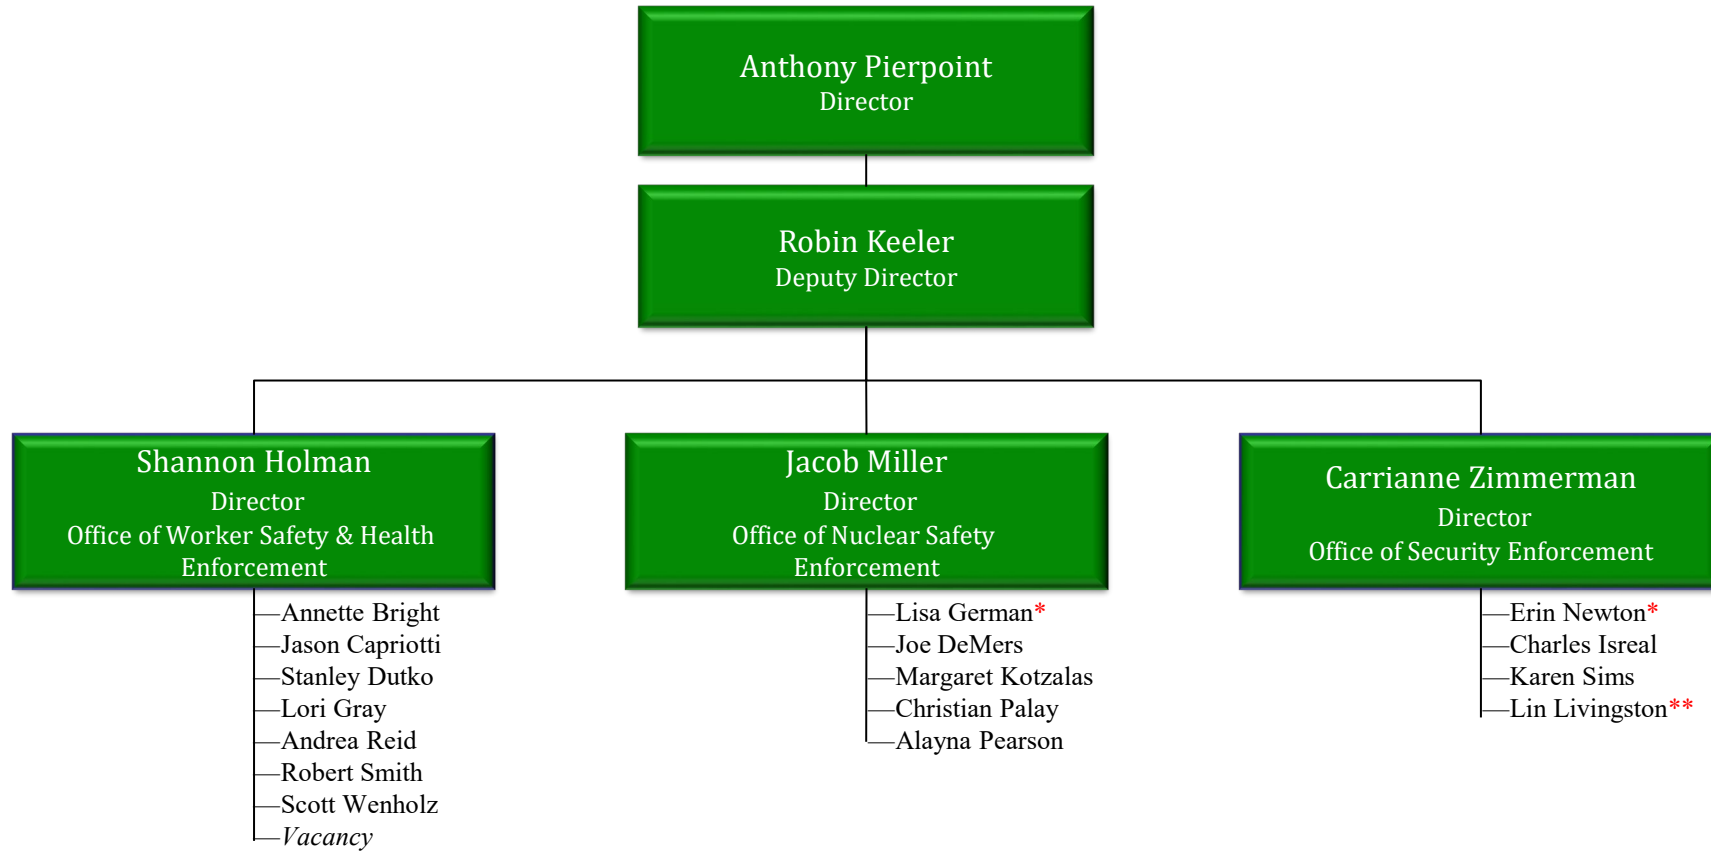 Anthony Pierpoint
Director
Robin Keeler
Deputy Director
Shannon Holman
Director
Office of Worker Safety & Health
Enforcement
Annette Bright
Jason Capriotti
Stanley Dutko
Lori Gray
Andrea Reid
Robert Smith
Scott Wenholz
Vacancy
Jacob Miller
Director
Office of Nuclear Safety
Enforcement
Lisa German*
Joe DeMers
Margaret Kotzalas
Christian Palay
Alayna Pearson
Carrianne Zimmerman
Director
Office of Security Enforcement
Erin Newton*
Charles Isreal
Karen Sims
Lin Livingston**